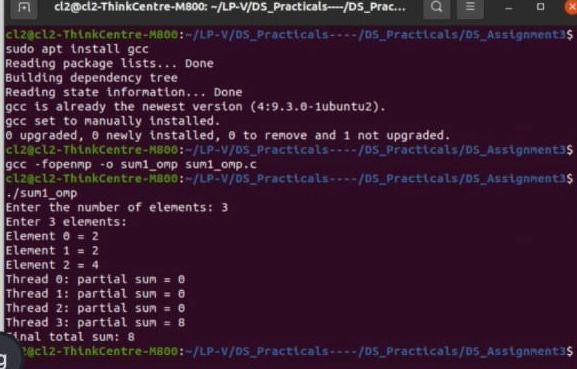 cl2@cl2-ThinkCentre-M800: ~/LP-V/DS_Practicals----/DS_Prac...
cl2@cl2-ThinkCentre-M800:~/LP-V/DS_Practicals----/DS_Practicals/DS_Assignment3$
sudo apt install gcc
Reading package lists... Done
Building dependency tree
Reading state information... Done
gcc is already the newest version (4:9.3.0-1ubuntu2).
gcc set to manually installed.
0 upgraded, 0 newly installed, 0 to remove and 1 not upgraded.
cl2@cl2-ThinkCentre-M800:~/LP-V/DS_Practicals----/DS_Practicals/DS_Assignment3$
gcc -fopenmp -o sum1_omp sum1_omp.c
cl2@cl2-ThinkCentre-M800:~/LP-V/DS_Practicals----/DS_Practicals/DS_Assignment3$
./sum1_omp
Enter the number of elements: 3
Enter 3 elements:
Element 0 = 2
Element 1 = 2
Element 2 = 4
Thread 0: partial sum = 0
Thread 1: partial sum = 0
Thread 2: partial sum = 0
Thread 3: partial sum = 8
inal total sum: 8
g
2@cl2-ThinkCentre-M800:~/LP-V/DS_Practicals----/DS_Practicals/DS_Assignment3$